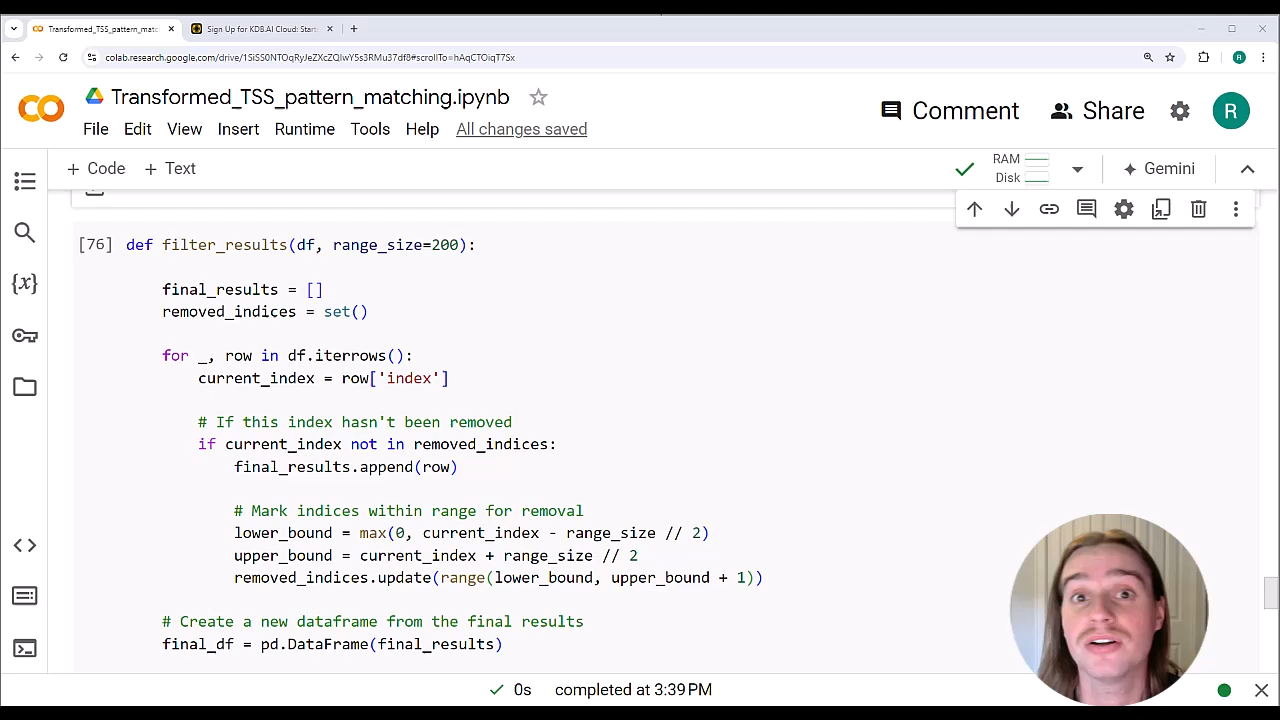 Transformed_TSS_pattern_matc
Sign Up for KDB.AI Cloud: Start
colab.research.google.com/drive/1SiSS0NTOqRyJeZXcZQlwY5s3RMu37df8#scrollTo=hAqCTOiqT7Sx
R
CO
Transformed_TSS_pattern_matching.ipynb
Comment
Share
R
File Edit View Insert Runtime Tools Help All changes saved
+ Code + Text
RAM
Disk
Gemini
[76] def filter_results(df, range_size=200):
final_results = []
removed_indices = set()
for _, row in df.iterrows():
current_index = row['index']
# If this index hasn't been removed
if current_index not in removed_indices:
final_results.append(row)
# Mark indices within range for removal
lower_bound = max(0, current_index - range_size // 2)
upper_bound = current_index + range_size // 2
removed_indices.update(range(lower_bound, upper_bound + 1))
# Create a new dataframe from the final results
final_df = pd.DataFrame(final_results)
0s completed at 3:39 PM